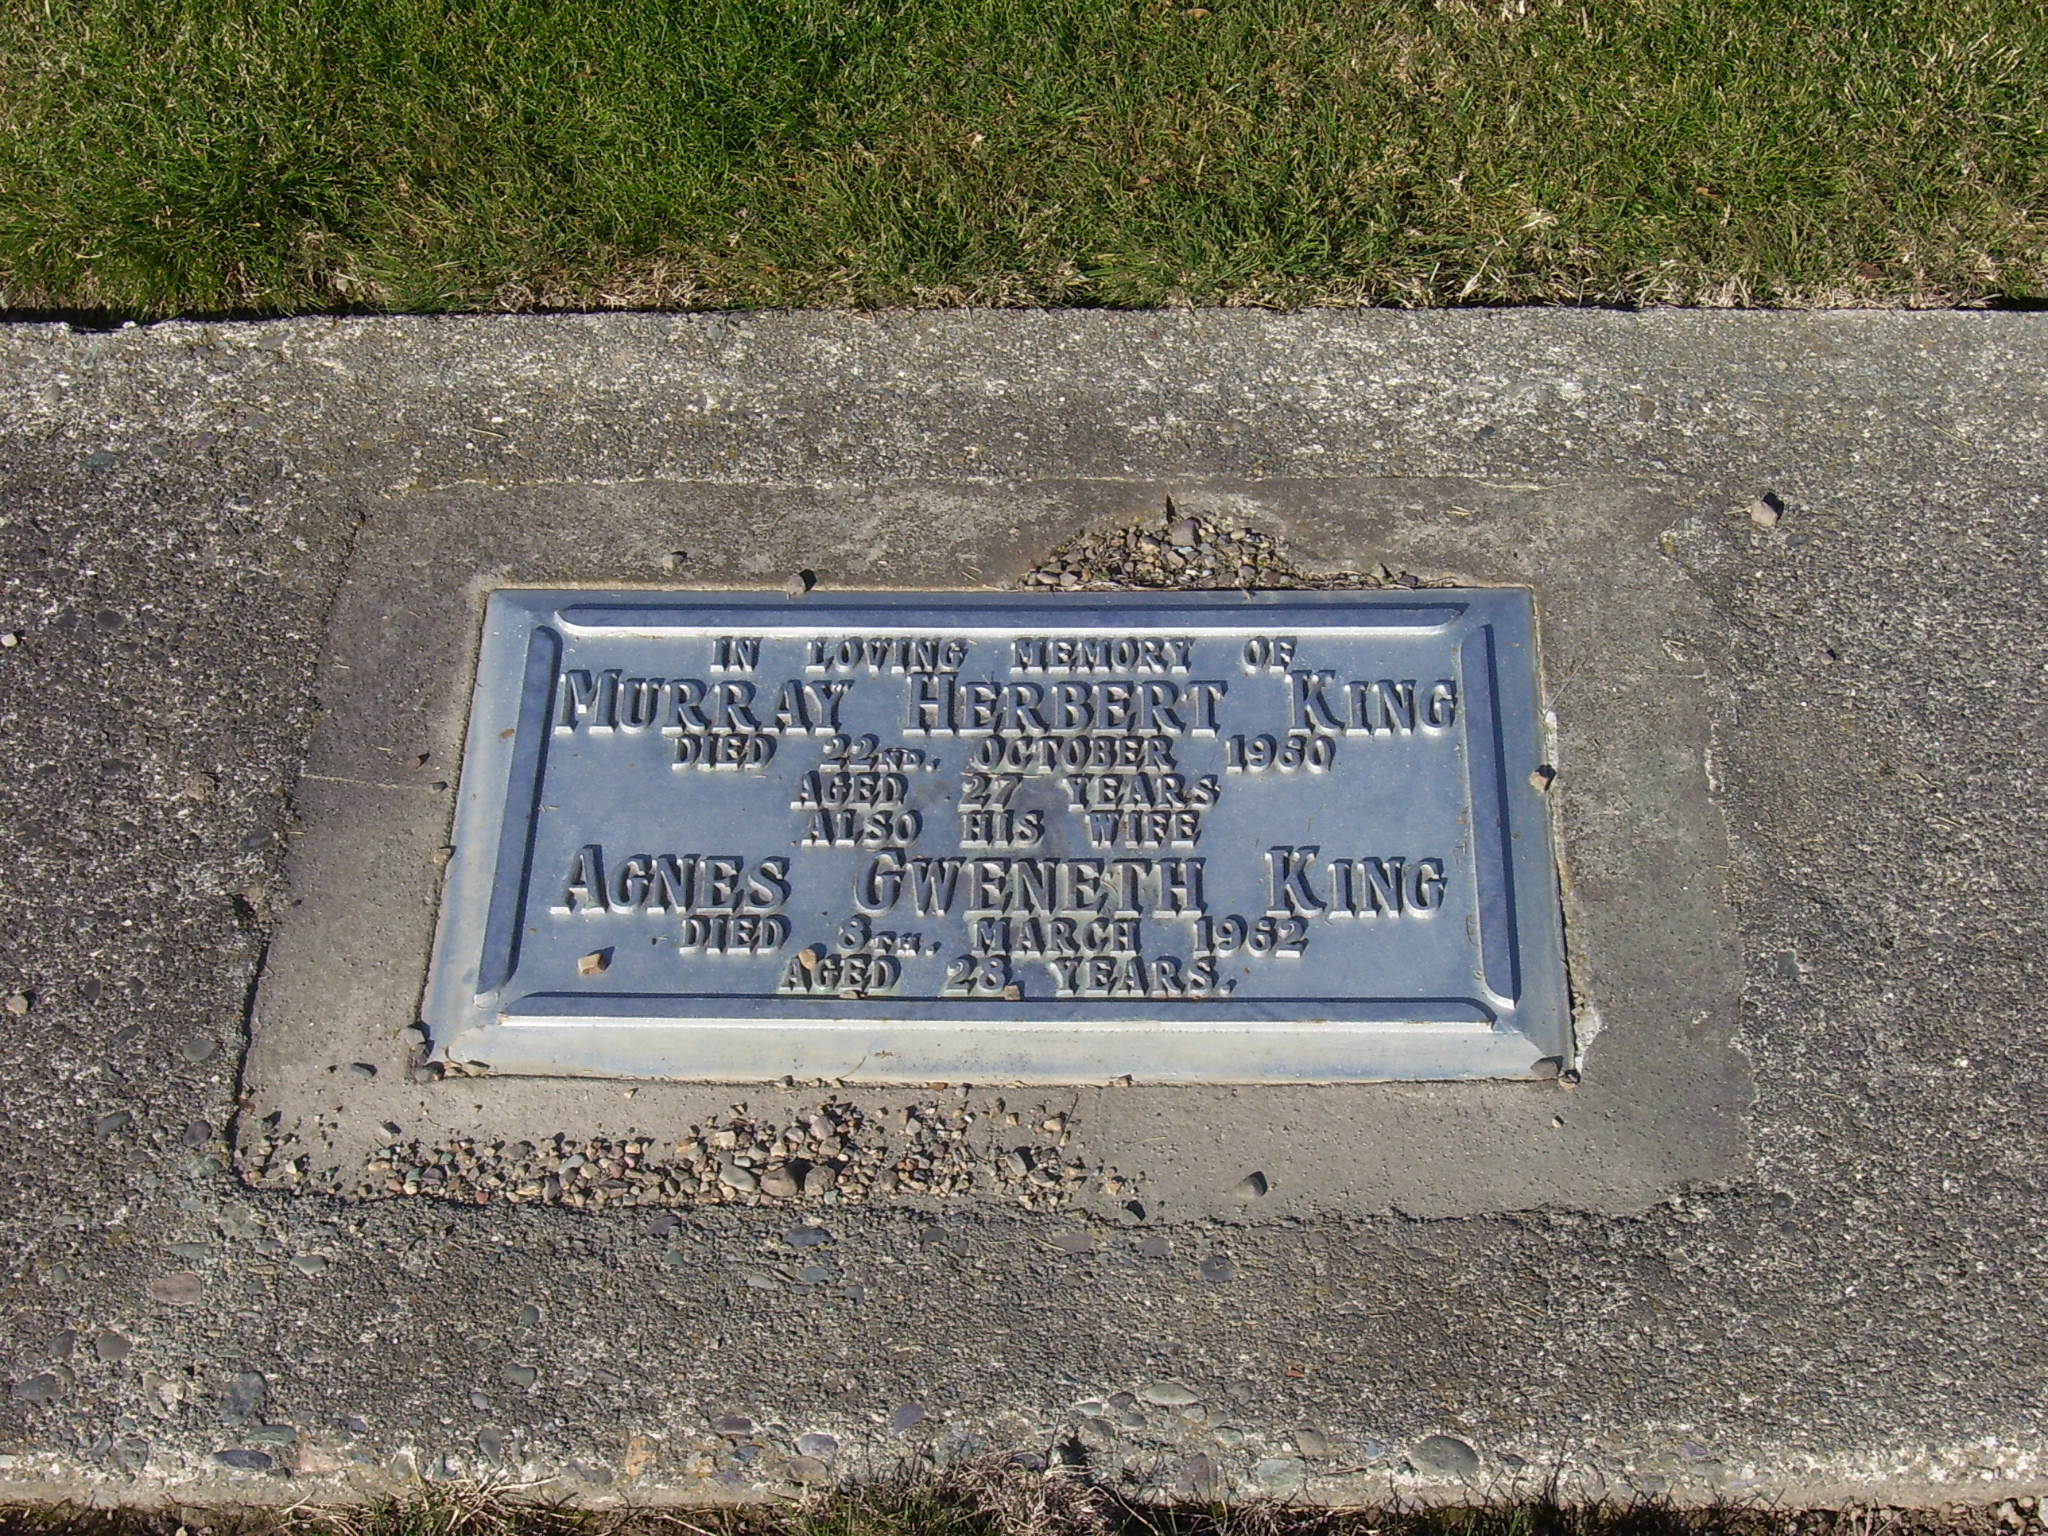 IN LOVING MEMORY OF
MURRAY HERBERT KING
DIED 22ND. OCTOBER 1960
AGED 27 YEARS
ALSO HIS WIFE
AGNES GWENETH KING
DIED 8TH. MARCH 1962
AGED 28 YEARS.